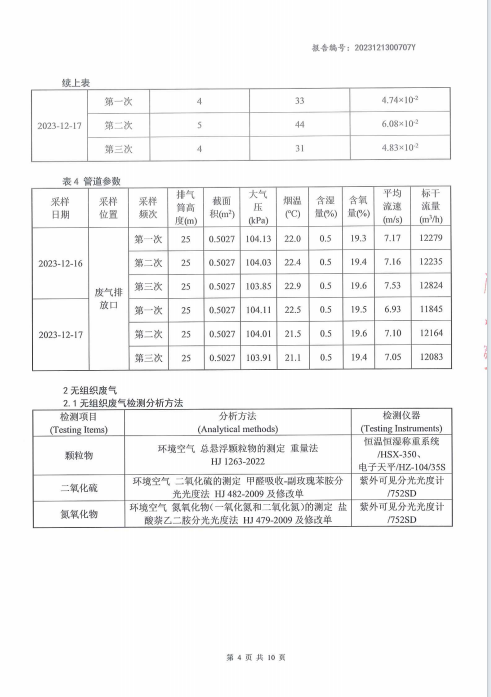 报告编号：2023121300707Y
续上表
2023-12-17 第一次 4 33 4.74×10⁻²
第二次 5 44 6.08×10⁻²
第三次 4 31 4.83×10⁻²
表 4 管道参数
采样日期 采样位置 采样频次 排气筒高度(m) 截面积(m²) 大气压(kPa) 烟温(℃) 含湿量(%) 含氧量(%) 平均流速(m/s) 标干流量(m³/h)
2023-12-16 废气排放口 第一次 25 0.5027 104.13 22.0 0.5 19.3 7.17 12279
第二次 25 0.5027 104.03 22.4 0.5 19.4 7.16 12235
第三次 25 0.5027 103.85 22.9 0.5 19.6 7.53 12824
2023-12-17 第一次 25 0.5027 104.11 22.5 0.5 19.5 6.93 11845
第二次 25 0.5027 104.01 21.5 0.5 19.6 7.10 12164
第三次 25 0.5027 103.91 21.1 0.5 19.4 7.05 12083
2 无组织废气
2.1 无组织废气检测分析方法
检测项目 分析方法 检测仪器
(Testing Items) (Analytical methods) (Testing Instruments)
颗粒物 环境空气 总悬浮颗粒物的测定 重量法 HJ 1263-2022 恒温恒湿称重系统/HSX-350、电子天平/HZ-104/35S
二氧化硫 环境空气 二氧化硫的测定 甲醛吸收-副玫瑰苯胺分光光度法 HJ 482-2009 及修改单 紫外可见分光光度计/752SD
氮氧化物 环境空气 氮氧化物(一氧化氮和二氧化氮)的测定 盐酸萘乙二胺分光光度法 HJ 479-2009 及修改单 紫外可见分光光度计/752SD
第 4 页 共 10 页